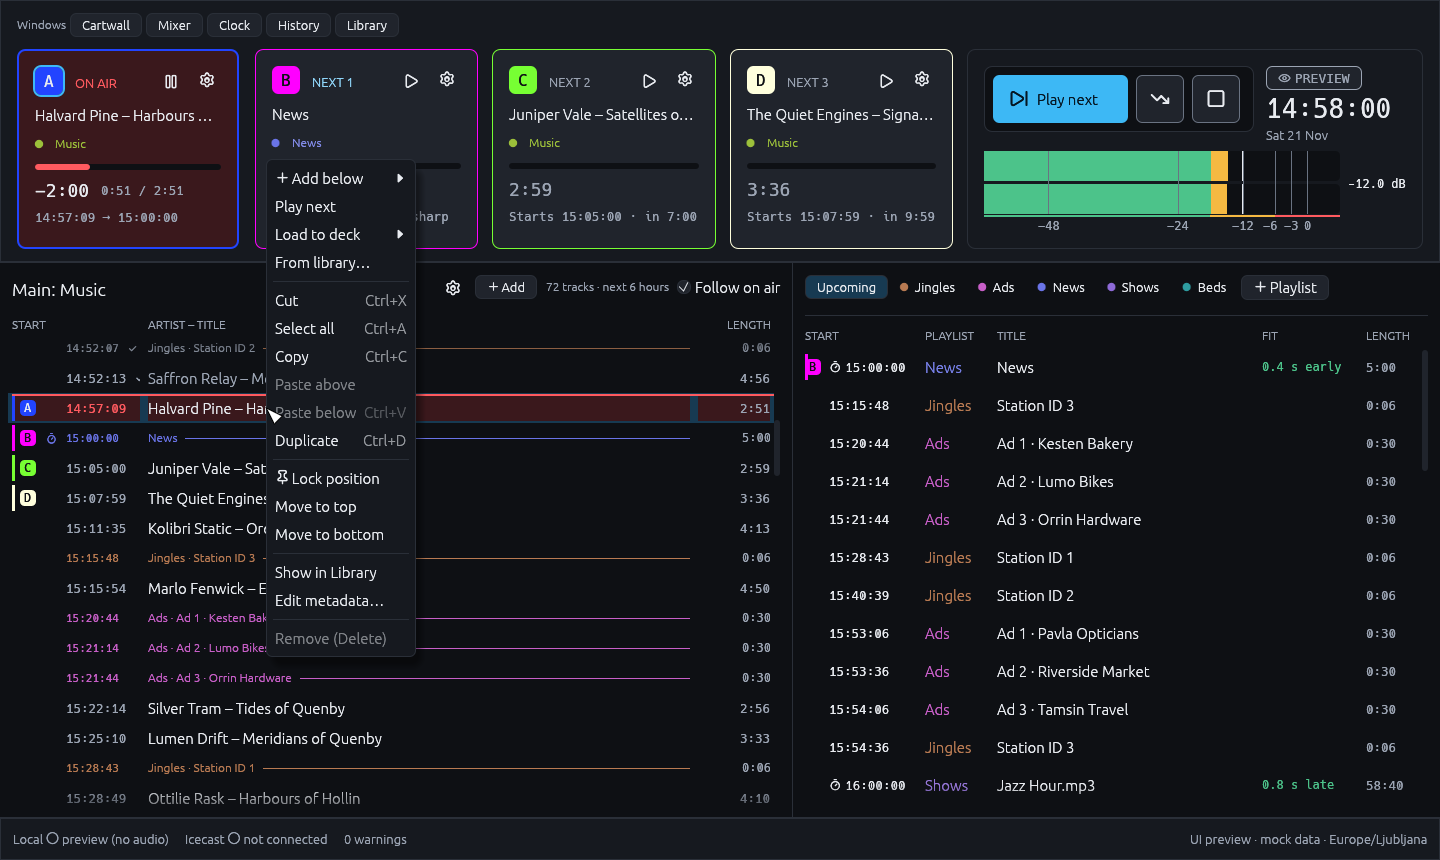 Windows Cartwall Mixer Clock History Library
A ON AIR
Halvard Pine – Harbours ...
Music
−2:00 0:51 / 2:51
14:57:09 → 15:00:00
B NEXT 1
News
News
sharp
C NEXT 2
Juniper Vale – Satellites o...
Music
2:59
Starts 15:05:00 · in 7:00
D NEXT 3
The Quiet Engines – Signa...
Music
3:36
Starts 15:07:59 · in 9:59
Play next
PREVIEW
14:58:00
Sat 21 Nov
-12.0 dB
−48 −24 −12 −6 −3 0
Main: Music
+ Add 72 tracks · next 6 hours ✓ Follow on air
START ARTIST – TITLE LENGTH
14:52:07 ✓ Jingles · Station ID 2 0:06
14:52:13 Saffron Relay – M 4:56
A 14:57:09 Halvard Pine – Har 2:51
B 15:00:00 News 5:00
C 15:05:00 Juniper Vale – Sat 2:59
D 15:07:59 The Quiet Engines 3:36
15:11:35 Kolibri Static – Or 4:13
15:15:48 Jingles · Station ID 3 0:06
15:15:54 Marlo Fenwick – E 4:50
15:20:44 Ads · Ad 1 · Kesten Bak 0:30
15:21:14 Ads · Ad 2 · Lumo Bikes 0:30
15:21:44 Ads · Ad 3 · Orrin Hardware 0:30
15:22:14 Silver Tram – Tides of Quenby 2:56
15:25:10 Lumen Drift – Meridians of Quenby 3:33
15:28:43 Jingles · Station ID 1 0:06
15:28:49 Ottilie Rask – Harbours of Hollin 4:10
+ Add below
Play next
Load to deck
From library...
Cut Ctrl+X
Select all Ctrl+A
Copy Ctrl+C
Paste above
Paste below Ctrl+V
Duplicate Ctrl+D
Lock position
Move to top
Move to bottom
Show in Library
Edit metadata...
Remove (Delete)
Upcoming Jingles Ads News Shows Beds + Playlist
START PLAYLIST TITLE FIT LENGTH
B 15:00:00 News News 0.4 s early 5:00
15:15:48 Jingles Station ID 3 0:06
15:20:44 Ads Ad 1 · Kesten Bakery 0:30
15:21:14 Ads Ad 2 · Lumo Bikes 0:30
15:21:44 Ads Ad 3 · Orrin Hardware 0:30
15:28:43 Jingles Station ID 1 0:06
15:40:39 Jingles Station ID 2 0:06
15:53:06 Ads Ad 1 · Pavla Opticians 0:30
15:53:36 Ads Ad 2 · Riverside Market 0:30
15:54:06 Ads Ad 3 · Tamsin Travel 0:30
15:54:36 Jingles Station ID 3 0:06
16:00:00 Shows Jazz Hour.mp3 0.8 s late 58:40
Local preview (no audio) Icecast not connected 0 warnings
UI preview · mock data · Europe/Ljubljana